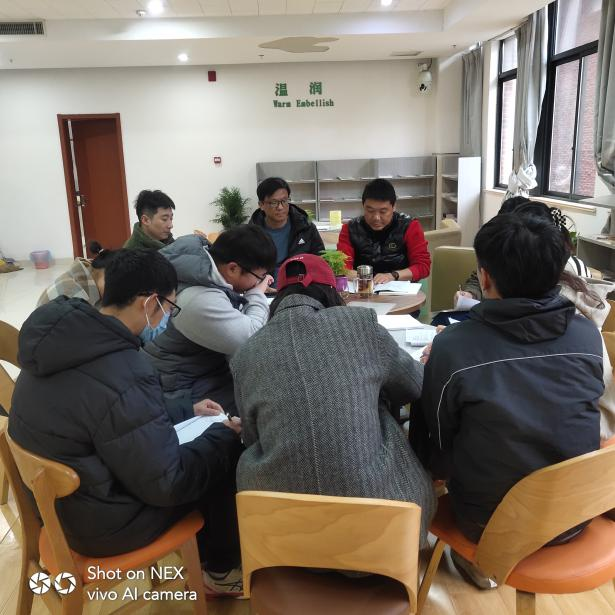 温 润
Warm Embellish
Shot on NEX
vivo AI camera